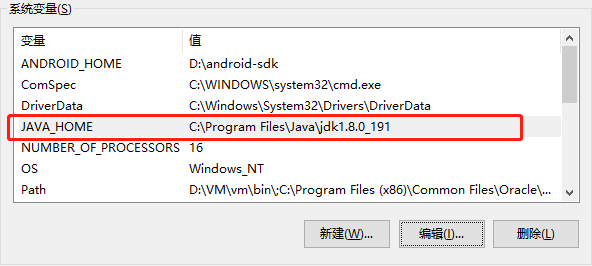 系统变量(S)
变量 值
ANDROID_HOME D:\android-sdk
ComSpec C:\WINDOWS\system32\cmd.exe
DriverData C:\Windows\System32\Drivers\DriverData
JAVA_HOME C:\Program Files\Java\jdk1.8.0_191
NUMBER_OF_PROCESSORS 16
OS Windows_NT
Path D:\VM\vm\bin\;C:\Program Files (x86)\Common Files\Oracle\...
新建(W)... 编辑(I)... 删除(L)